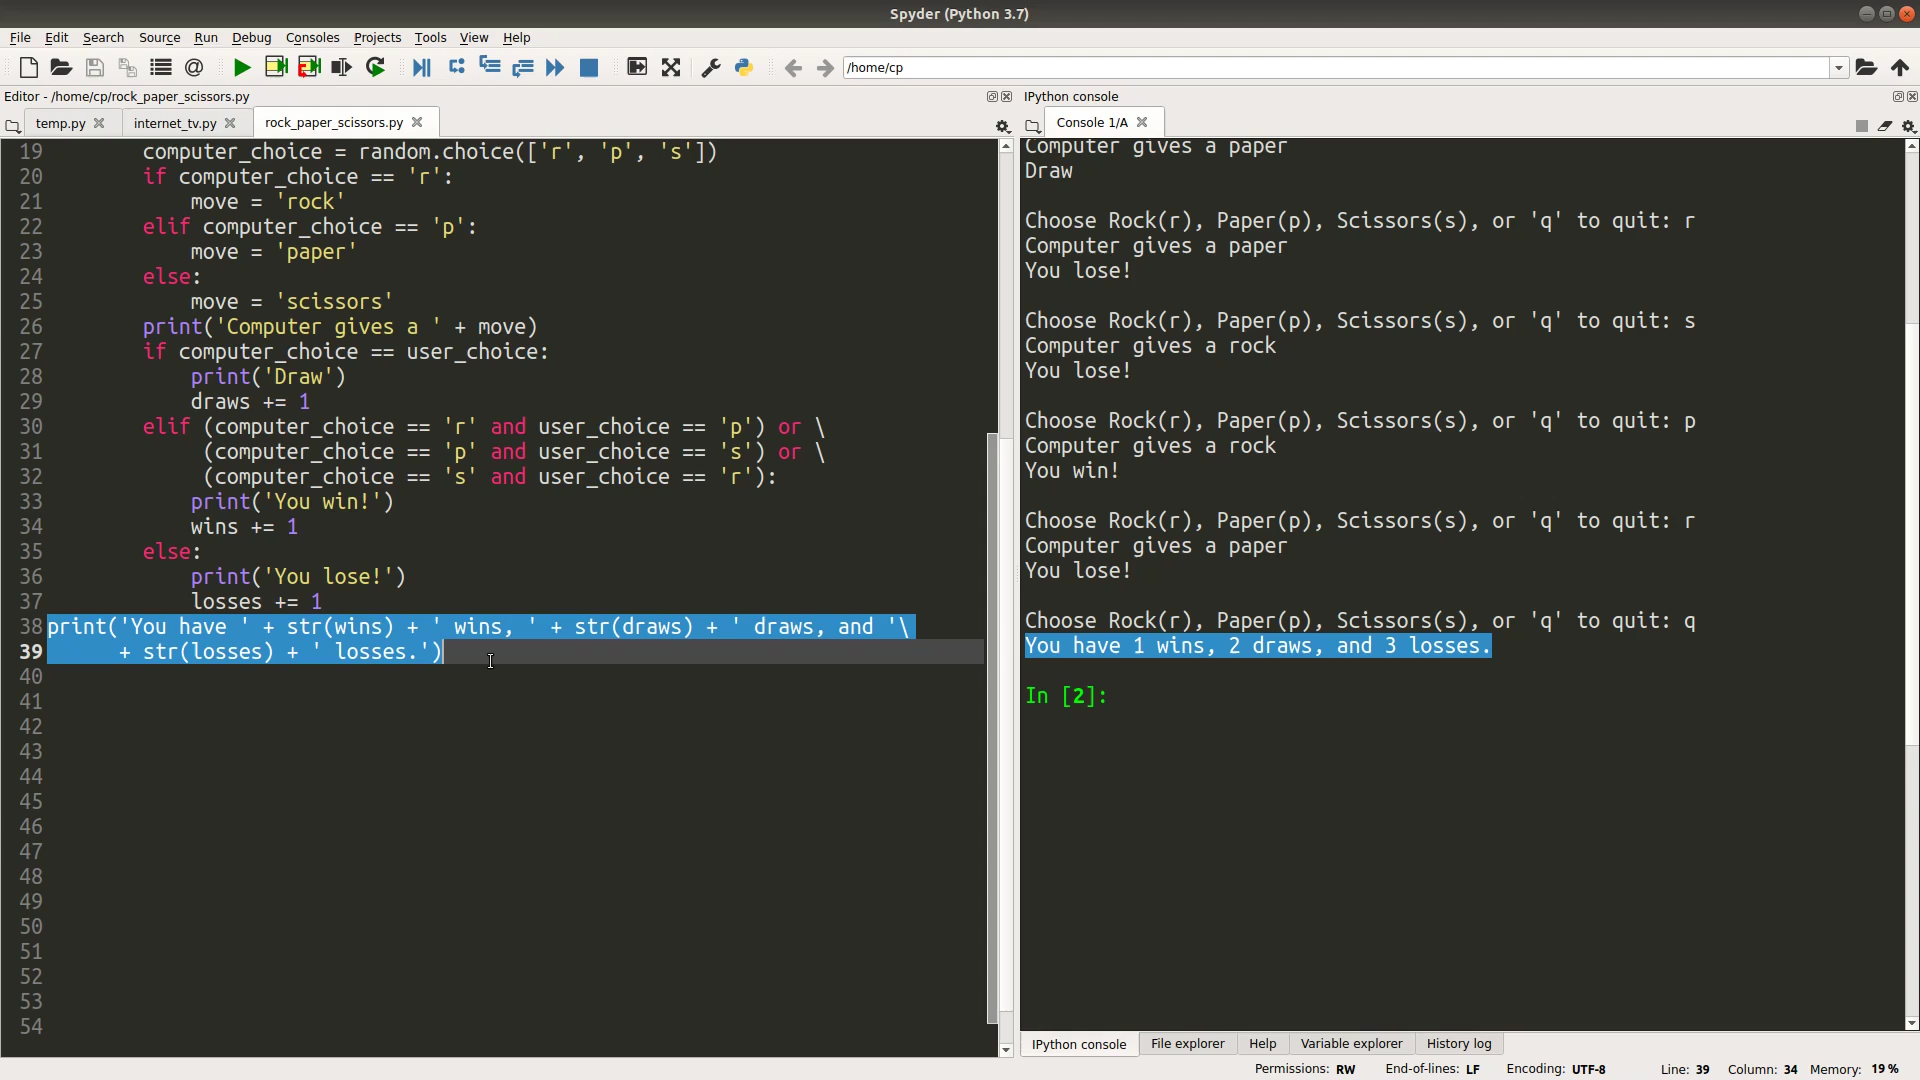 Spyder (Python 3.7)
File Edit Search Source Run Debug Consoles Projects Tools View Help
/home/cp
Editor - /home/cp/rock_paper_scissors.py
temp.py internet_tv.py rock_paper_scissors.py
19 computer_choice = random.choice(['r', 'p', 's'])
20 if computer_choice == 'r':
21 move = 'rock'
22 elif computer_choice == 'p':
23 move = 'paper'
24 else:
25 move = 'scissors'
26 print('Computer gives a ' + move)
27 if computer_choice == user_choice:
28 print('Draw')
29 draws += 1
30 elif (computer_choice == 'r' and user_choice == 'p') or \
31 (computer_choice == 'p' and user_choice == 's') or \
32 (computer_choice == 's' and user_choice == 'r'):
33 print('You win!')
34 wins += 1
35 else:
36 print('You lose!')
37 losses += 1
38 print('You have ' + str(wins) + ' wins, ' + str(draws) + ' draws, and '\
39 + str(losses) + ' losses.')
40
41
42
43
44
45
46
47
48
49
50
51
52
53
54
IPython console
Console 1/A
Computer gives a paper
Draw
Choose Rock(r), Paper(p), Scissors(s), or 'q' to quit: r
Computer gives a paper
You lose!
Choose Rock(r), Paper(p), Scissors(s), or 'q' to quit: s
Computer gives a rock
You lose!
Choose Rock(r), Paper(p), Scissors(s), or 'q' to quit: p
Computer gives a rock
You win!
Choose Rock(r), Paper(p), Scissors(s), or 'q' to quit: r
Computer gives a paper
You lose!
Choose Rock(r), Paper(p), Scissors(s), or 'q' to quit: q
You have 1 wins, 2 draws, and 3 losses.
In [2]:
IPython console File explorer Help Variable explorer History log
Permissions: RW End-of-lines: LF Encoding: UTF-8 Line: 39 Column: 34 Memory: 19 %